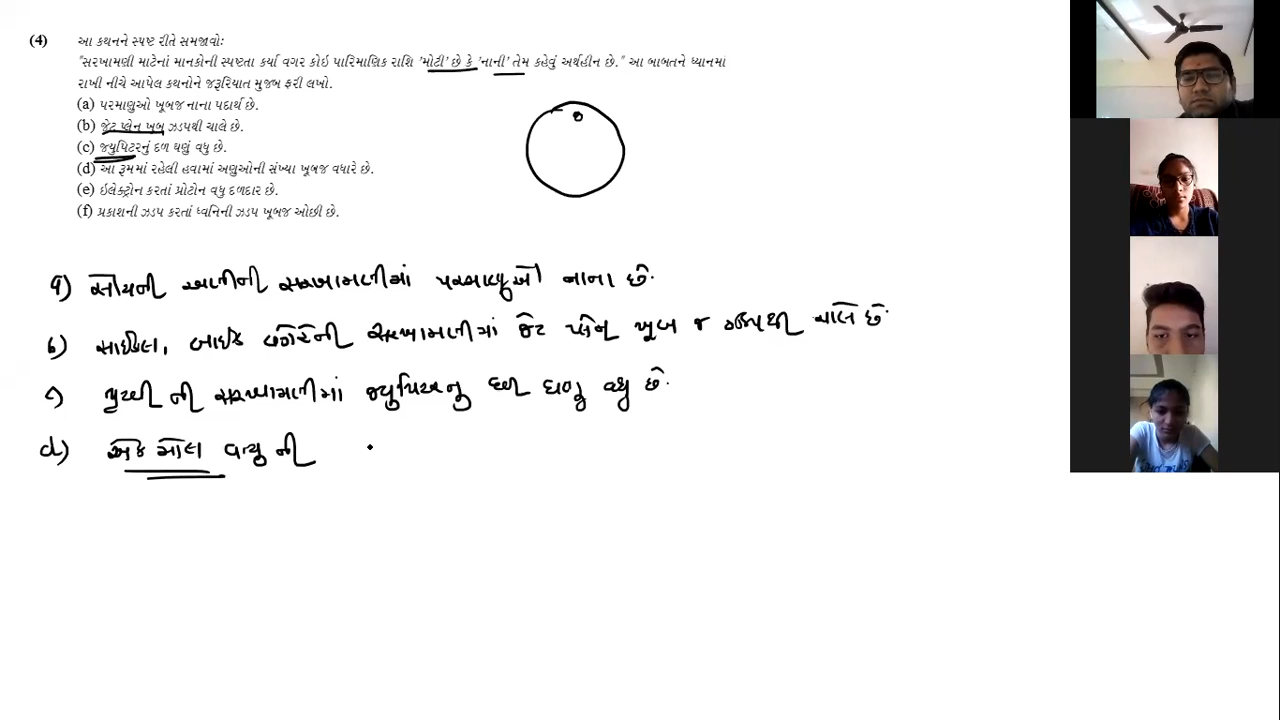 (4) આ કથનને સ્પષ્ટ રીતે સમજાવો:
"સરખામણી માટેનાં માનકોની સ્પષ્ટતા કર્યા વગર કોઇ પારિમાણિક રાશિ 'મોટી' છે કે 'નાની' તેમ કહેવું અર્થહીન છે." આ બાબતને ધ્યાનમાં
રાખી નીચે આપેલ કથનોને જરૂરિયાત મુજબ ફરી લખો.
(a) પરમાણુઓ ખૂબજ નાના પદાર્થ છે.
(b) જેટ પ્લેન ખુબ ઝડપથી ચાલે છે.
(c) જ્યુપિટરનું દળ ઘણું વધુ છે.
(d) આ રૂમમાં રહેલી હવામાં અણુઓની સંખ્યા ખૂબજ વધારે છે.
(e) ઇલેક્ટ્રોન કરતાં પ્રોટોન વધુ દળદાર છે.
(f) પ્રકાશની ઝડપ કરતાં ધ્વનિની ઝડપ ખૂબજ ઓછી છે.
a) સોયની અણીની સરખામણીમાં પરમાણુઓ નાના છે.
b) સાઈકલ, બાઈક વગેરેની સરખામણીમાં જેટ પ્લેન ખૂબ જ ઝડપથી ચાલે છે.
c) પૃથ્વી ની સરખામણીમાં જ્યુપિટરનુ દળ ઘણુ વધુ છે.
d) એક મોલ વાયુ ની